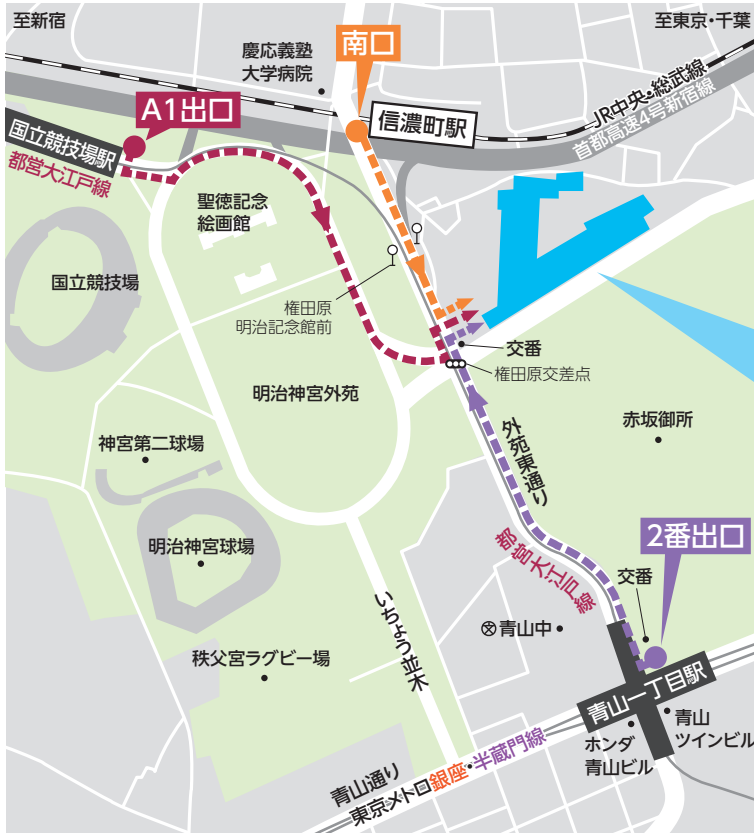 至新宿
至東京・千葉
慶応義塾
大学病院
南口
JR中央・総武線
首都高速4号新宿線
信濃町駅
A1出口
国立競技場駅
都営大江戸線
聖徳記念
絵画館
国立競技場
権田原
明治記念館前
交番
権田原交差点
明治神宮外苑
外苑東通り
赤坂御所
神宮第二球場
明治神宮球場
都営大江戸線
2番出口
交番
いちょう並木
青山中
秩父宮ラグビー場
青山一丁目駅
青山
ツインビル
ホンダ
青山ビル
青山通り
東京メトロ銀座・半蔵門線